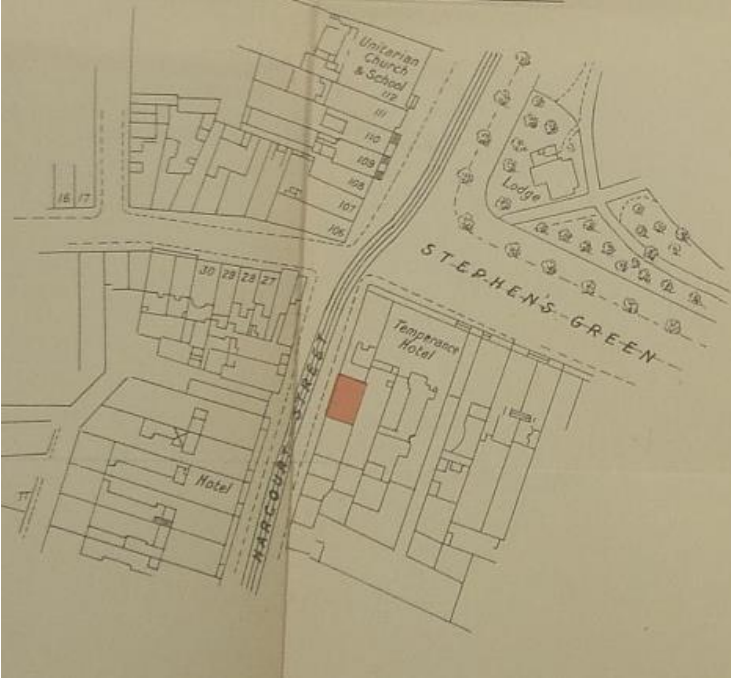 Unitarian
Church
& School
112
111
110
109
108
107
106
16 17
30 29 28 27
Lodge
STEPHEN'S GREEN
Temperance
Hotel
HARCOURT STREET
Hotel